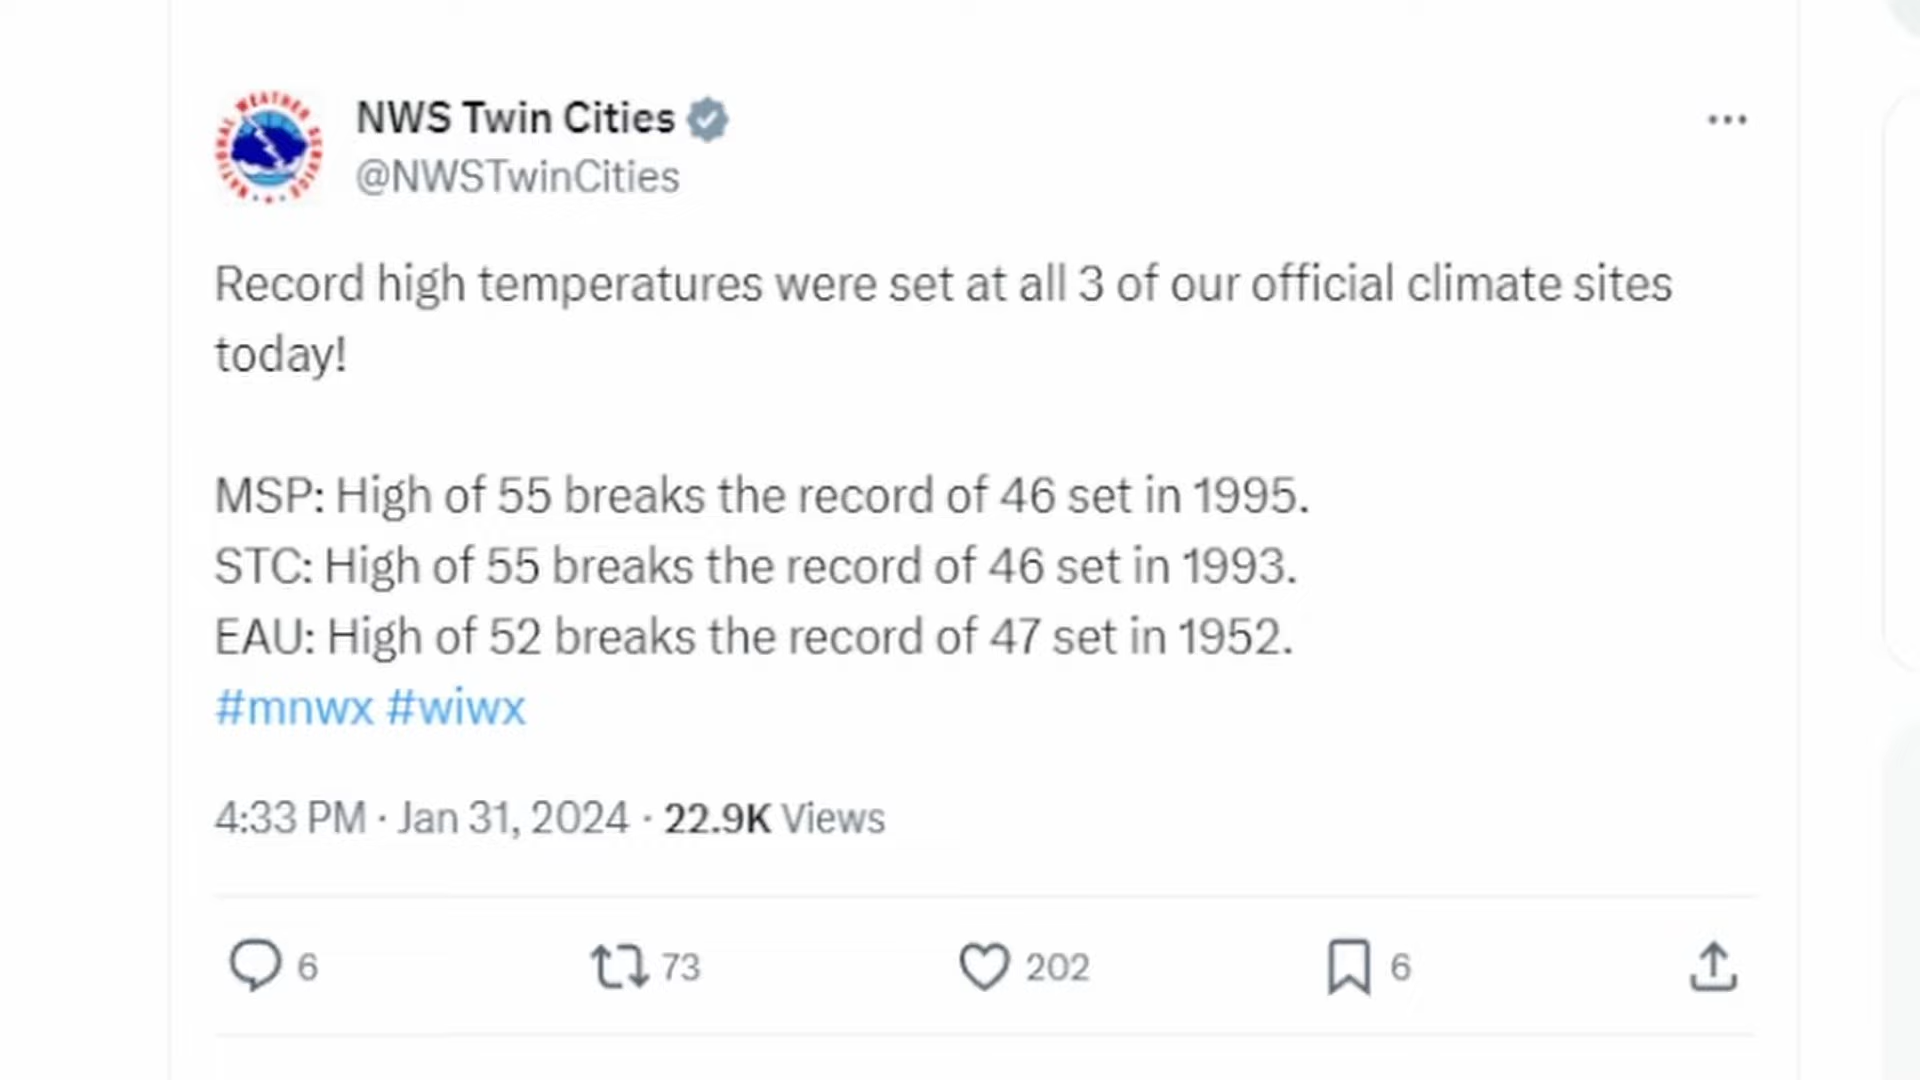 NATIONAL WEATHER SERVICE
NWS Twin Cities
@NWSTwinCities
Record high temperatures were set at all 3 of our official climate sites
today!
MSP: High of 55 breaks the record of 46 set in 1995.
STC: High of 55 breaks the record of 46 set in 1993.
EAU: High of 52 breaks the record of 47 set in 1952.
#mnwx #wiwx
4:33 PM · Jan 31, 2024 · 22.9K Views
6 73 202 6